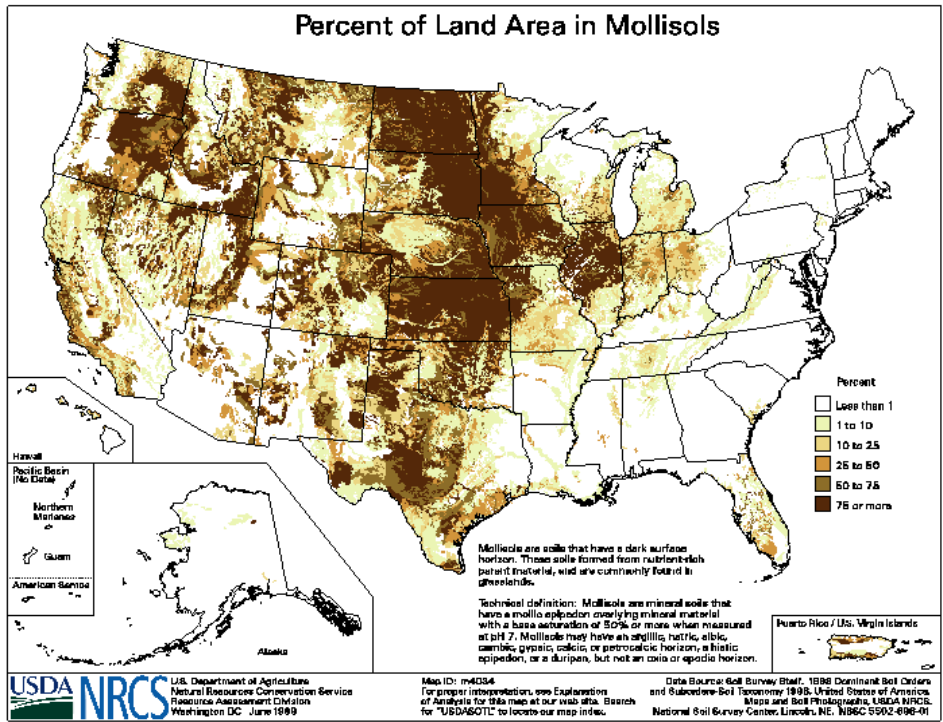 Percent of Land Area in Mollisols
Percent
Less than 1
1 to 10
10 to 25
25 to 50
50 to 75
75 or more
Hawaii
Pacific Basin
(No Data)
Northern
Marianas
Guam
American Samoa
Alaska
Mollisols are soils that have a dark surface
horizon. These soils formed from nutrient-rich
parent material, and are commonly found in
grasslands.
Technical definition: Mollisols are mineral soils that
have a mollic epipedon overlying mineral material
with a base saturation of 50% or more when measured
at pH 7. Mollisols may have an argillic, natric, albic,
cambic, gypsic, calcic, or petrocalcic horizon, a histic
epipedon, or a duripan, but not an oxic or spodic horizon.
Puerto Rico / U.S. Virgin Islands
USDA NRCS
U.S. Department of Agriculture
Natural Resources Conservation Service
Resource Assessment Division
Washington DC June 1999
Map ID: m4034
For proper interpretation, see Explanation
of Analysis for this map at our web site. Search
for "USDASOTL" to locate our map index.
Data Source: Soil Survey Staff. 1998 Dominant Soil Orders
and Suborders-Soil Taxonomy 1998. United States of America.
Maps and Soil Photographs, USDA NRCS.
National Soil Survey Center, Lincoln, NE. NSSC 5502-